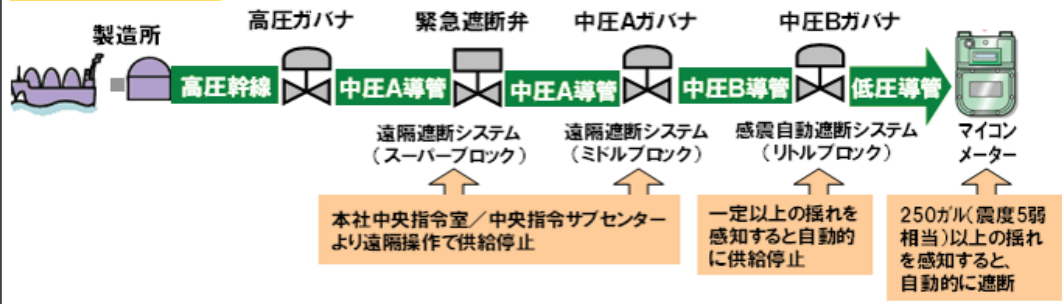 製造所
高圧ガバナ
緊急遮断弁
中圧Aガバナ
中圧Bガバナ
高圧幹線
中圧A導管
中圧A導管
中圧B導管
低圧導管
遠隔遮断システム
（スーパーブロック）
遠隔遮断システム
（ミドルブロック）
感震自動遮断システム
（リトルブロック）
マイコン
メーター
本社中央指令室／中央指令サブセンター
より遠隔操作で供給停止
一定以上の揺れを
感知すると自動的
に供給停止
250ガル（震度5弱
相当）以上の揺れ
を感知すると、
自動的に遮断